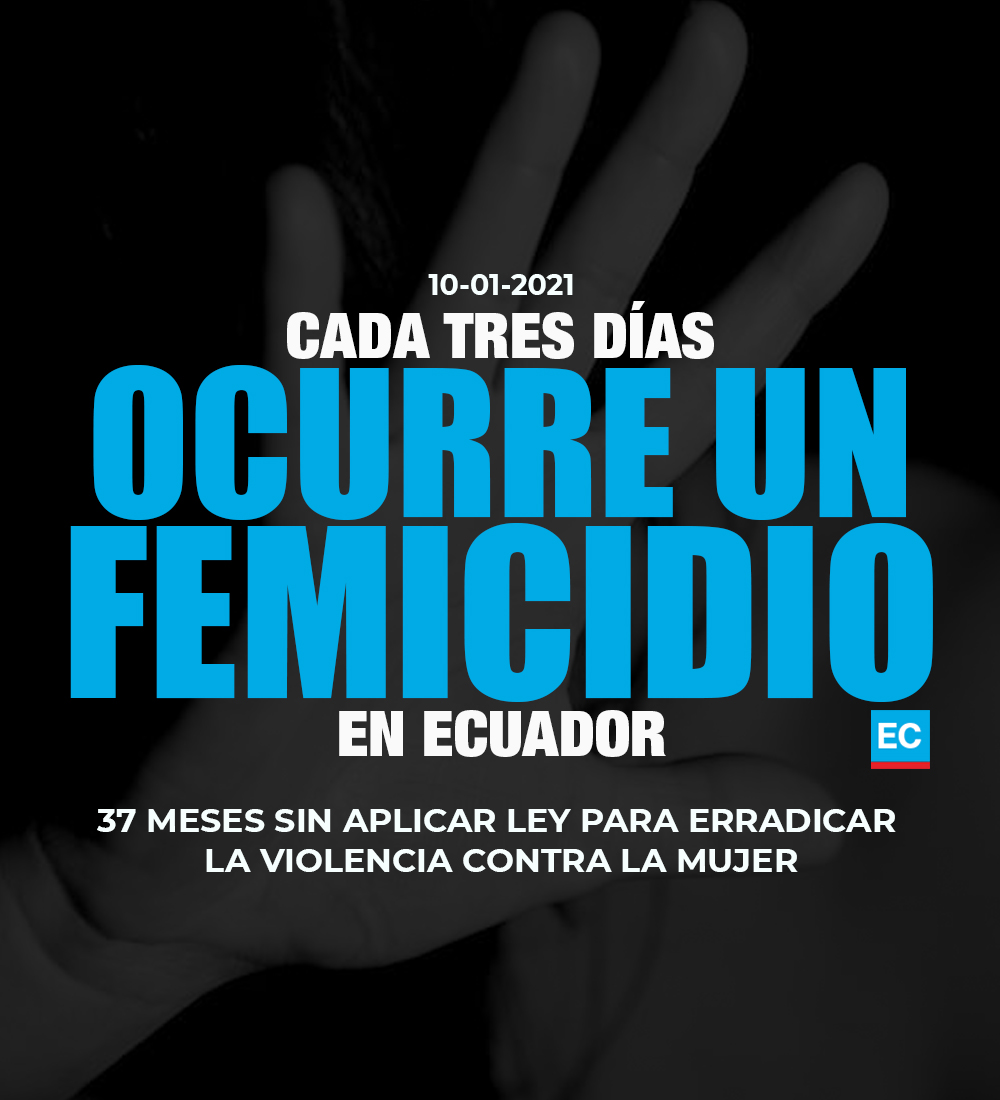 10-01-2021
CADA TRES DÍAS
OCURRE UN
FEMICIDIO
EN ECUADOR
EC
37 MESES SIN APLICAR LEY PARA ERRADICAR
LA VIOLENCIA CONTRA LA MUJER